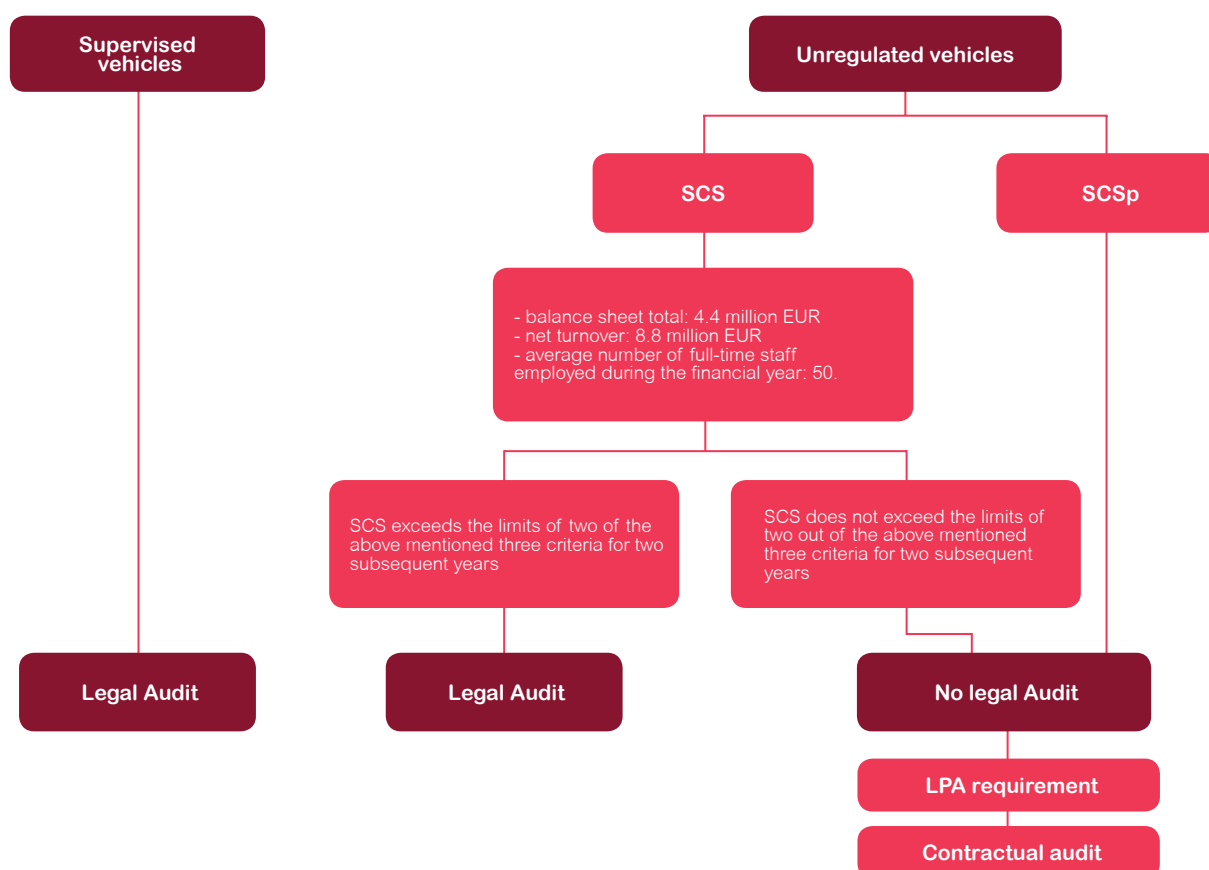 Supervised
vehicles
Unregulated vehicles
SCS
SCSp
- balance sheet total: 4.4 million EUR
- net turnover: 8.8 million EUR
- average number of full-time staff
employed during the financial year: 50.
SCS exceeds the limits of two of the
above mentioned three criteria for two
subsequent years
SCS does not exceed the limits of
two out of the above mentioned
three criteria for two subsequent
years
Legal Audit
Legal Audit
No legal Audit
LPA requirement
Contractual audit